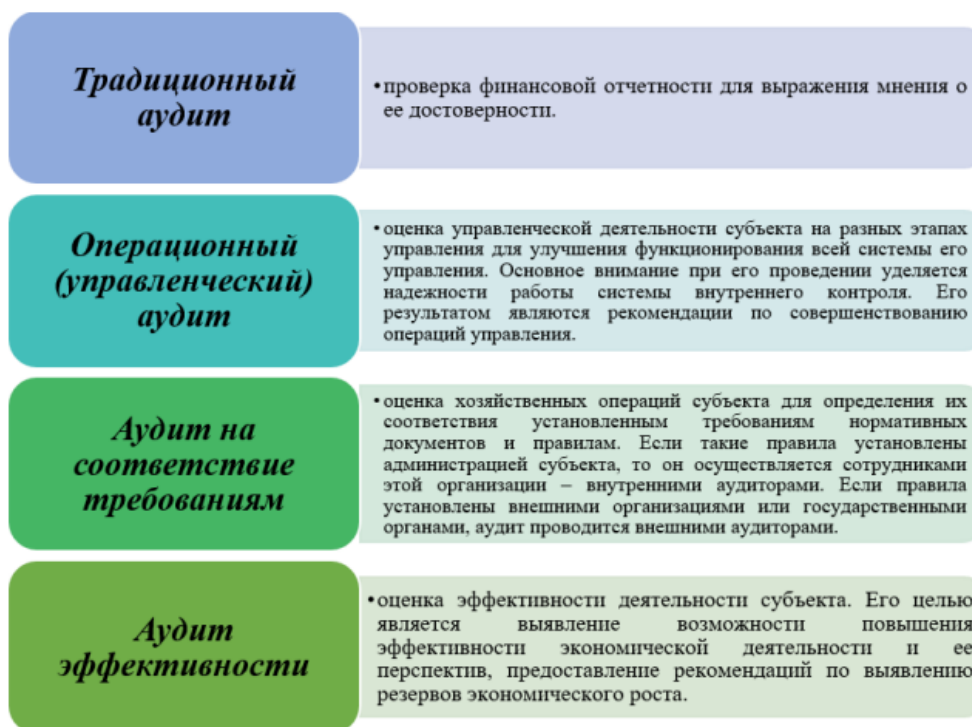 Традиционный
аудит
•проверка финансовой отчетности для выражения мнения о
ее достоверности.
Операционный
(управленческий)
аудит
•оценка управленческой деятельности субъекта на разных этапах
управления для улучшения функционирования всей системы его
управления. Основное внимание при его проведении уделяется
надежности работы системы внутреннего контроля. Его
результатом являются рекомендации по совершенствованию
операций управления.
Аудит на
соответствие
требованиям
•оценка хозяйственных операций субъекта для определения их
соответствия установленным требованиям нормативных
документов и правилам. Если такие правила установлены
администрацией субъекта, то он осуществляется сотрудниками
этой организации – внутренними аудиторами. Если правила
установлены внешними организациями или государственными
органами, аудит проводится внешними аудиторами.
Аудит
эффективности
•оценка эффективности деятельности субъекта. Его целью
является выявление возможности повышения
эффективности экономической деятельности и ее
перспектив, предоставление рекомендаций по выявлению
резервов экономического роста.